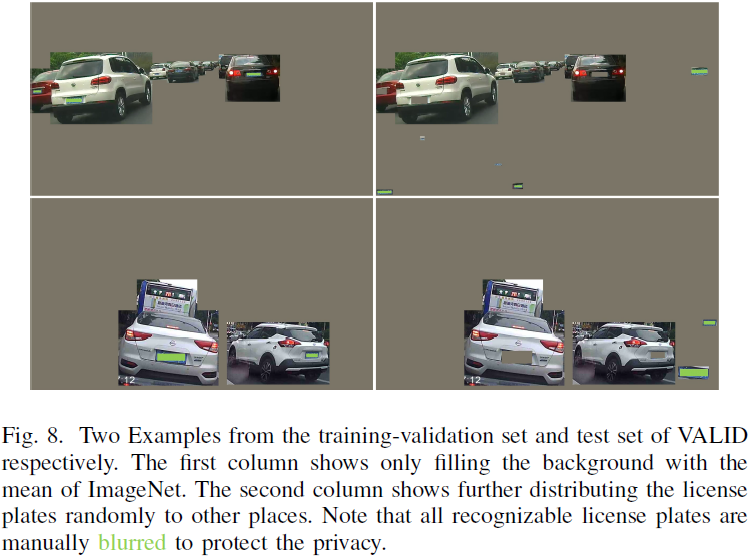 :12
:12
Fig. 8. Two Examples from the training-validation set and test set of VALID
respectively. The first column shows only filling the background with the
mean of ImageNet. The second column shows further distributing the license
plates randomly to other places. Note that all recognizable license plates are
manually blurred to protect the privacy.